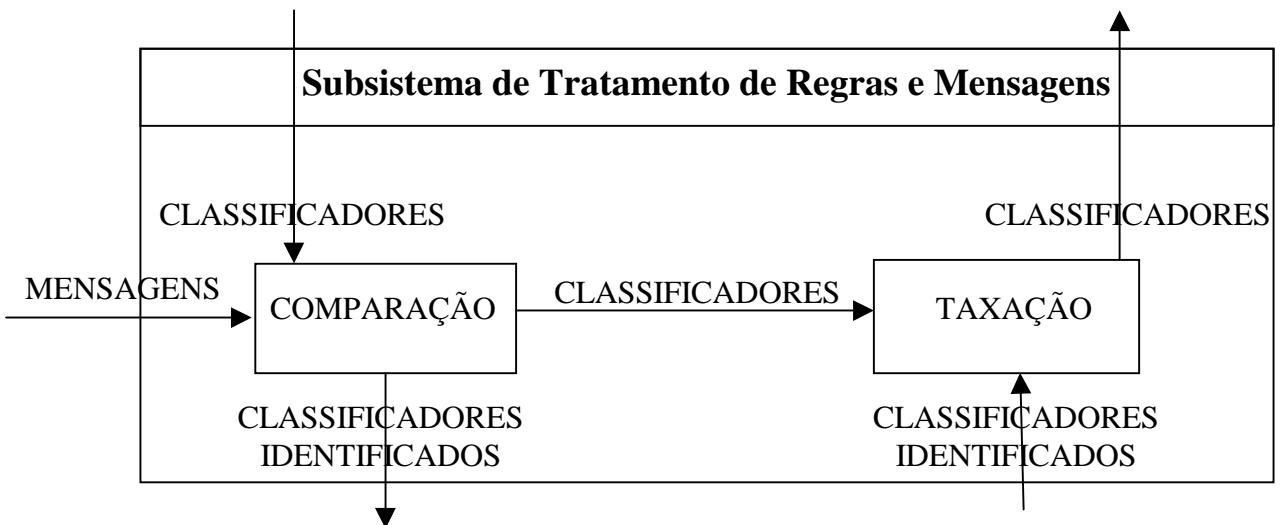 Subsistema de Tratamento de Regras e Mensagens
CLASSIFICADORES
CLASSIFICADORES
MENSAGENS
COMPARAÇÃO
CLASSIFICADORES
TAXAÇÃO
CLASSIFICADORES
IDENTIFICADOS
CLASSIFICADORES
IDENTIFICADOS